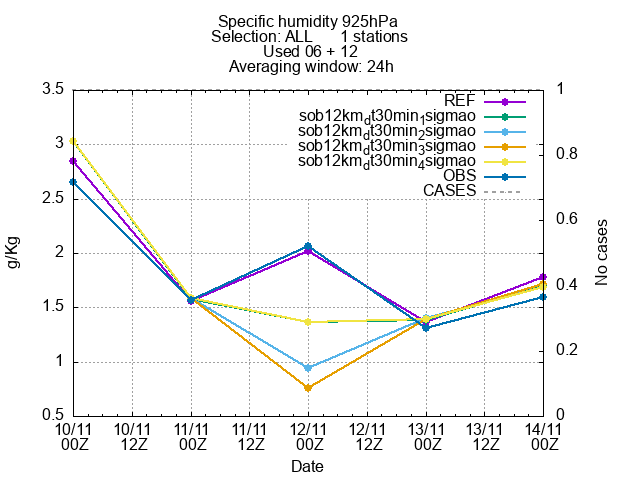 Specific humidity 925hPa
Selection: ALL 1 stations
Used 06 + 12
Averaging window: 24h
3.5 1
REF
sob12km_dt30min_1sigmao
sob12km_dt30min_2sigmao
3 sob12km_dt30min_3sigmao 0.8
sob12km_dt30min_4sigmao
OBS
CASES
2.5
0.6
2
g/Kg No cases
0.4
1.5
0.2
1
0.5 0
10/11 10/11 11/11 11/11 12/11 12/11 13/11 13/11 14/11
00Z 12Z 00Z 12Z 00Z 12Z 00Z 12Z 00Z
Date